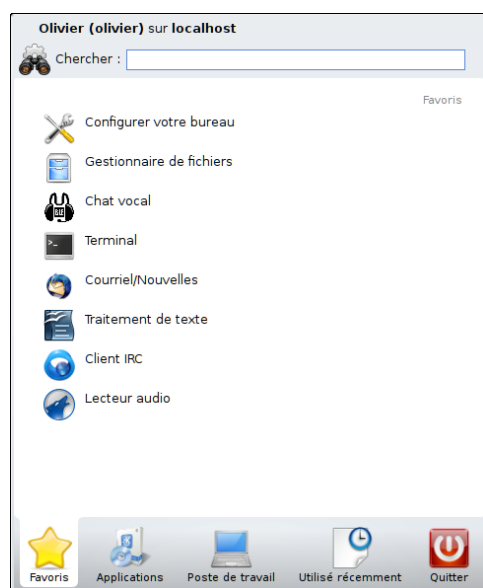 Olivier (olivier) sur localhost
Chercher :
Favoris
Configurer votre bureau
Gestionnaire de fichiers
Chat vocal
Terminal
Courriel/Nouvelles
Traitement de texte
Client IRC
Lecteur audio
Favoris Applications Poste de travail Utilisé récemment Quitter